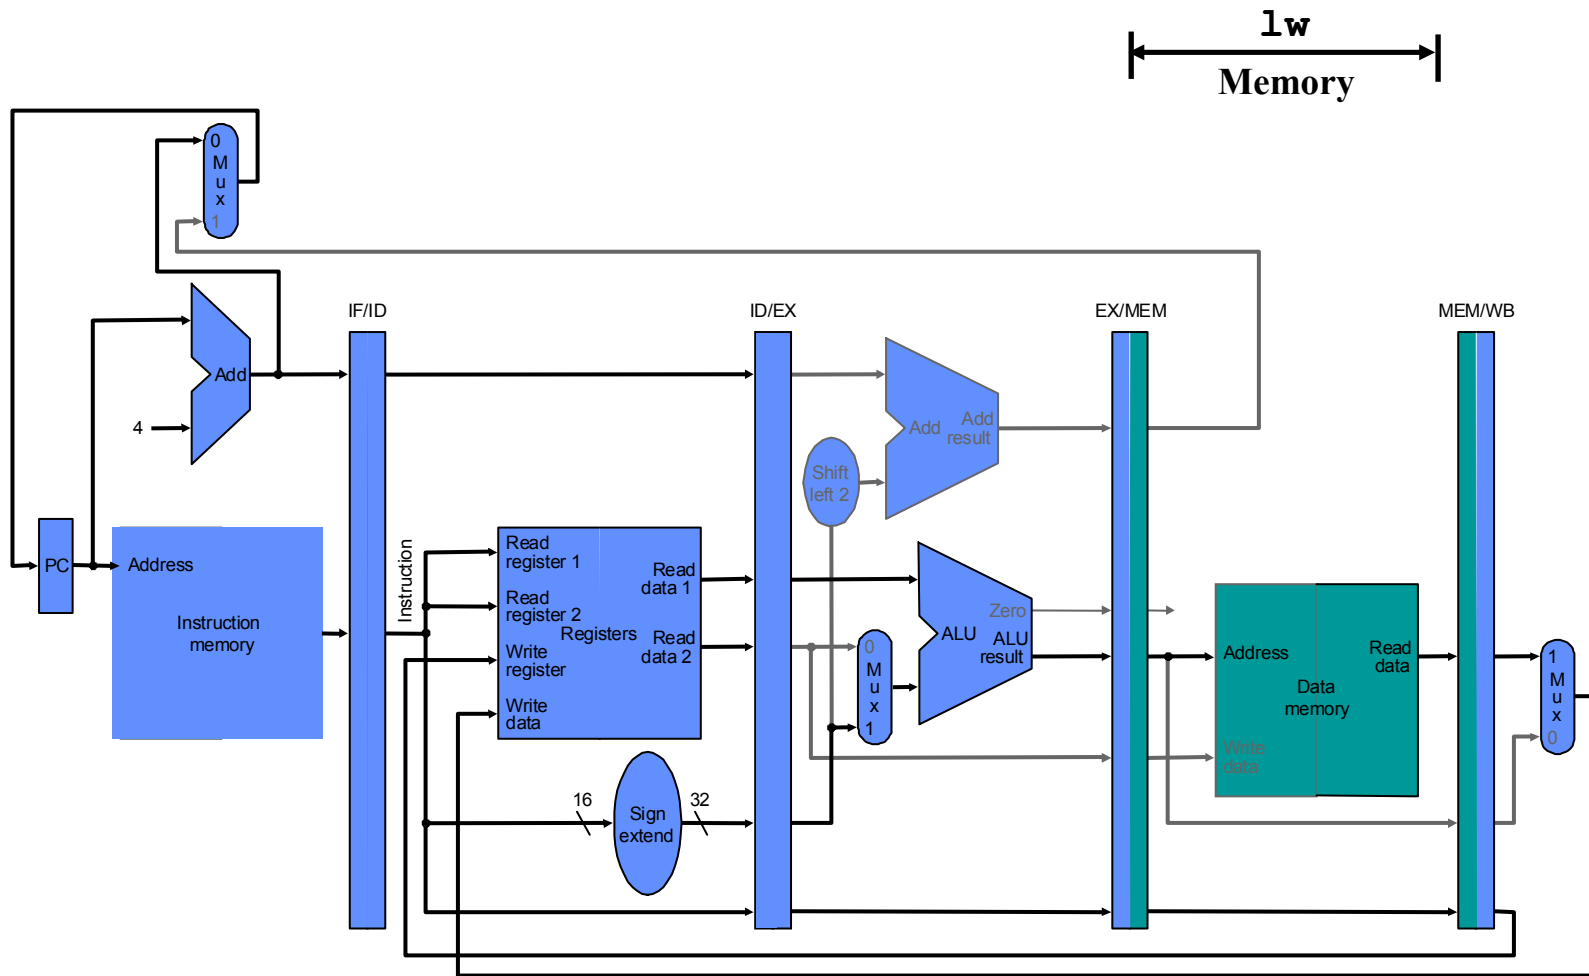 lw
Memory
0
M
u
x
1
IF/ID
ID/EX
EX/MEM
MEM/WB
Add
4
Add
Add
result
Shift
left 2
PC
Address
Instruction
memory
Instruction
Read
register 1
Read
register 2
Registers
Write
register
Write
data
Read
data 1
Read
data 2
0
M
u
x
1
Zero
ALU
ALU
result
Address
Read
data
Data
memory
Write
data
1
M
u
x
0
16
Sign
extend
32